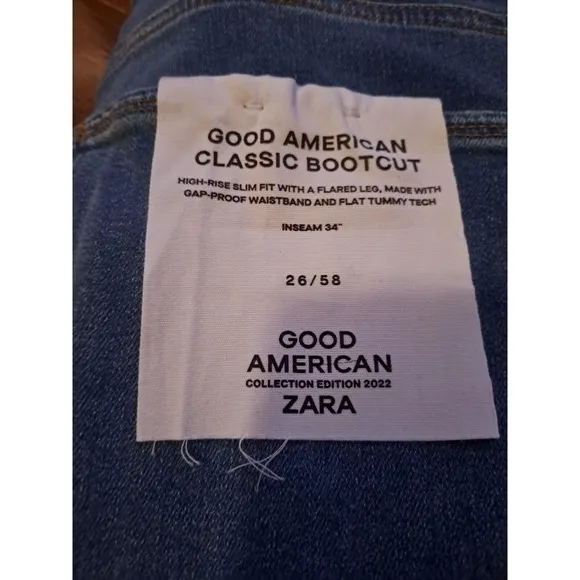 GOOD AMERICAN
CLASSIC BOOTCUT
HIGH-RISE SLIM FIT WITH A FLARED LEG, MADE WITH
GAP-PROOF WAISTBAND AND FLAT TUMMY TECH
INSEAM 34"
26/58
GOOD
AMERICAN
COLLECTION EDITION 2022
ZARA